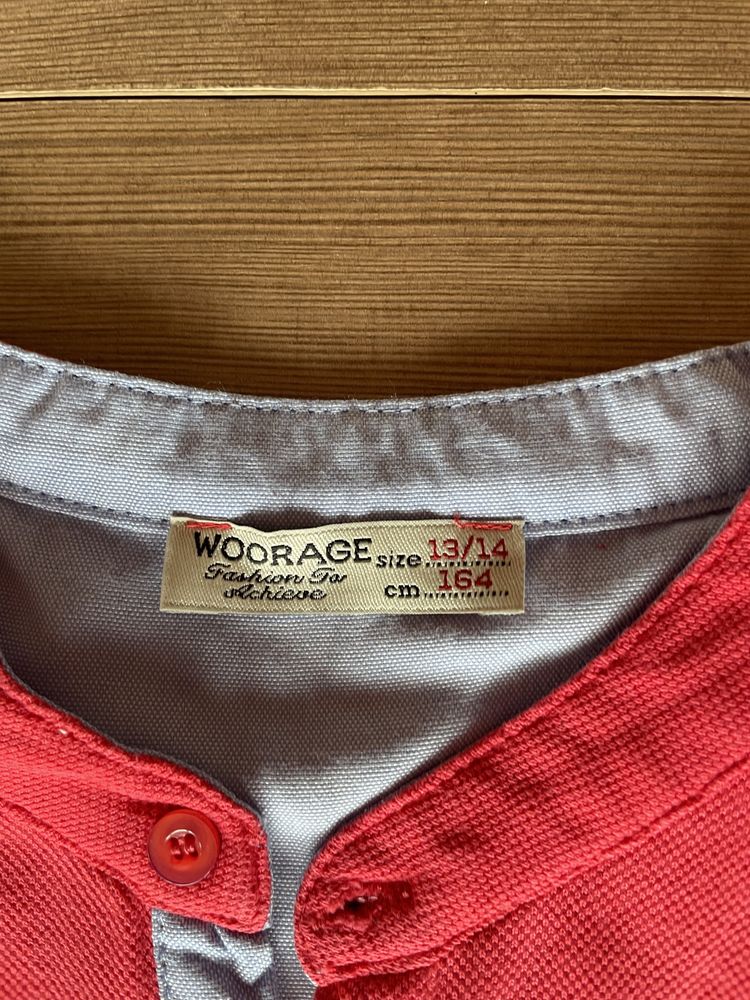 WOORAGE size 13/14
Fashion To
Achieve cm 164